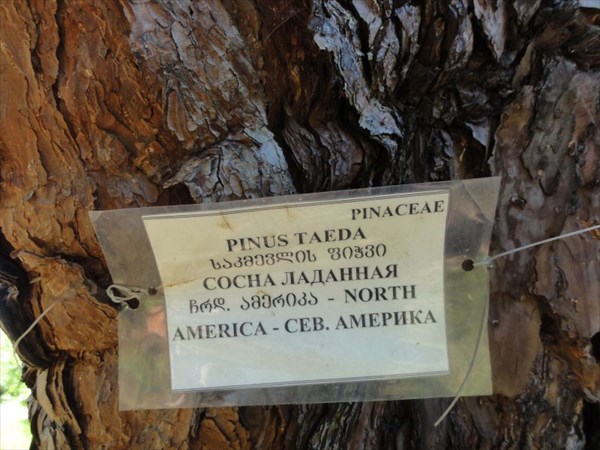 PINACEAE
PINUS TAEDA
ᲡᲐᲙᲛᲔᲕᲚᲘᲡ ᲤᲘᲭᲕᲘ
СОСНА ЛАДАННАЯ
ᲩᲠᲓ. ᲐᲛᲔᲠᲘᲙᲐ - NORTH
AMERICA - СЕВ. АМЕРИКА